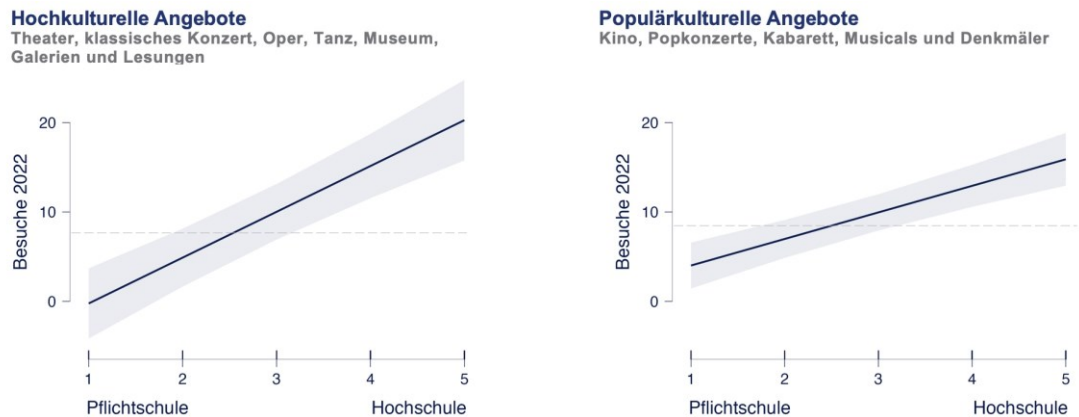 Hochkulturelle Angebote
Theater, klassisches Konzert, Oper, Tanz, Museum,
Galerien und Lesungen
20
10
0
Besuche 2022
1 2 3 4 5
Pflichtschule Hochschule
Populärkulturelle Angebote
Kino, Popkonzerte, Kabarett, Musicals und Denkmäler
20
10
0
Besuche 2022
1 2 3 4 5
Pflichtschule Hochschule